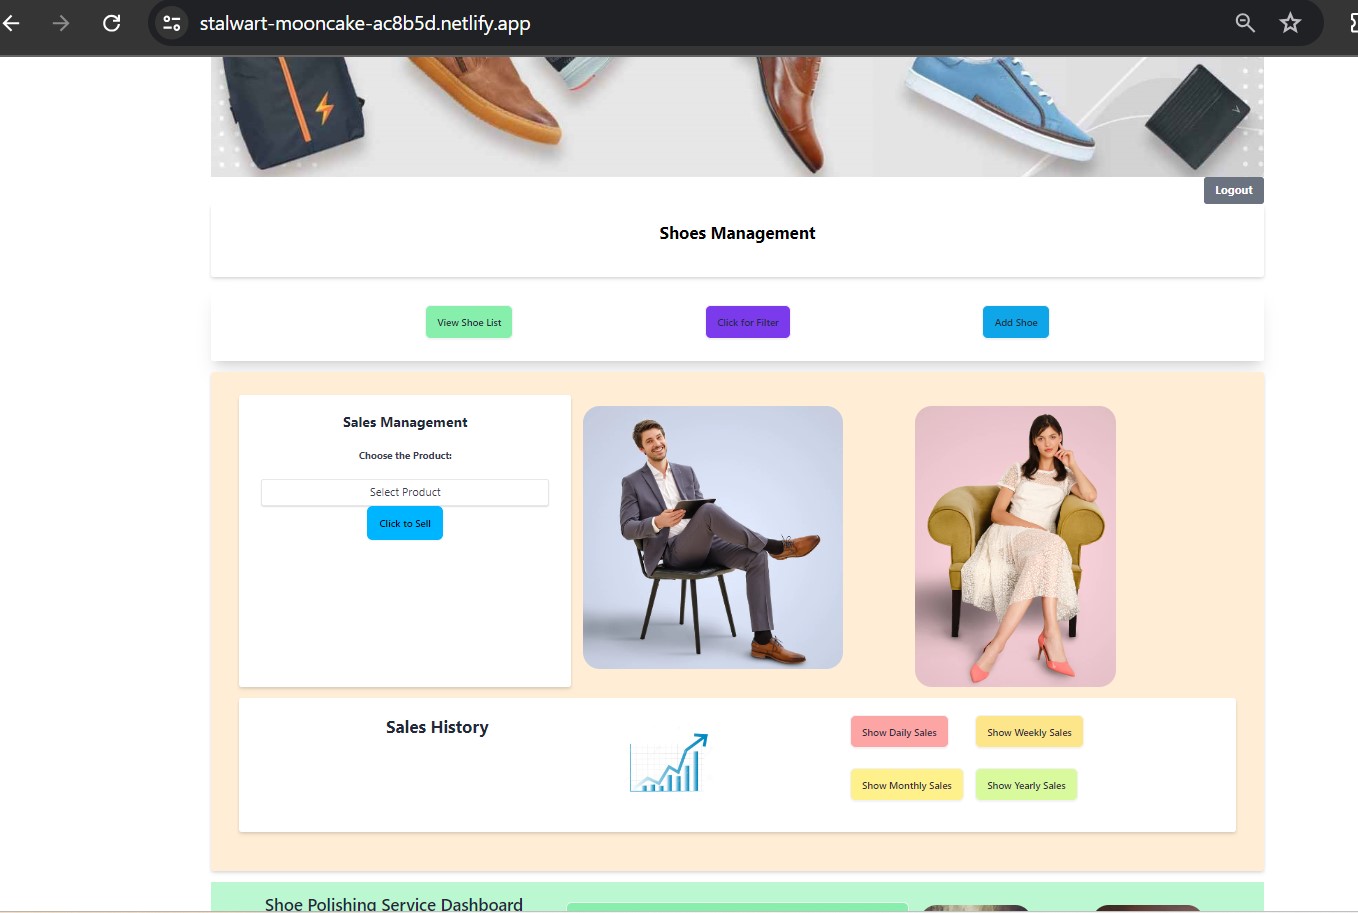 stalwart-mooncake-ac8b5d.netlify.app
Logout
Shoes Management
View Shoe List
Click for Filter
Add Shoe
Sales Management
Choose the Product:
Select Product
Click to Sell
Sales History
Show Daily Sales
Show Weekly Sales
Show Monthly Sales
Show Yearly Sales
Shoe Polishing Service Dashboard